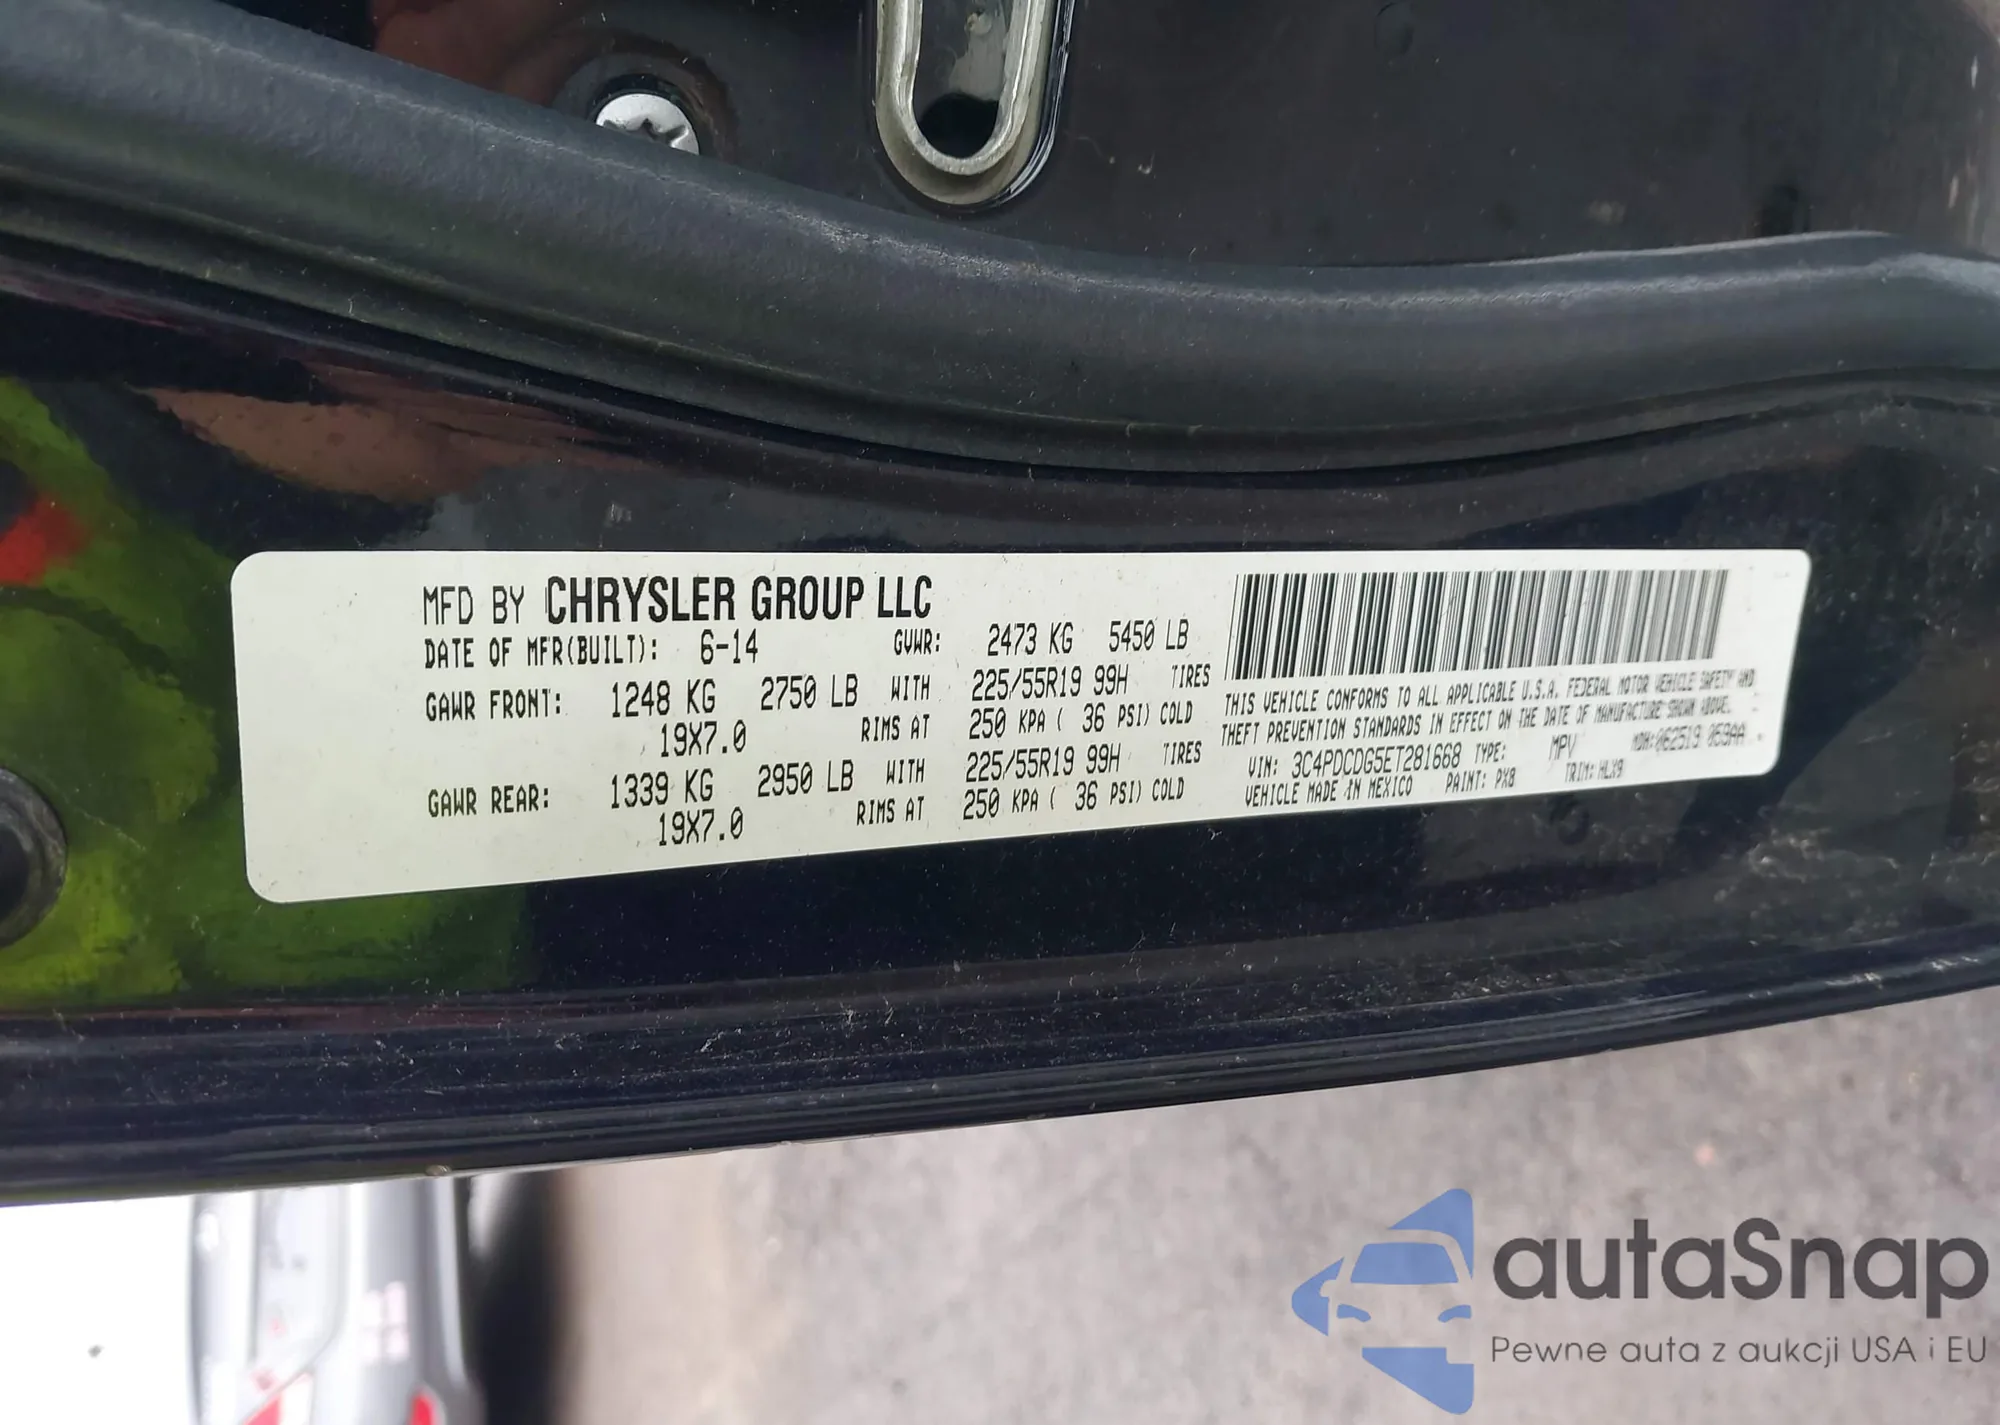 MFD BY CHRYSLER GROUP LLC
DATE OF MFR(BUILT): 6-14 GVWR: 2473 KG 5450 LB
GAWR FRONT: 1248 KG 2750 LB WITH 225/55R19 99H TIRES
19X7.0 RIMS AT 250 KPA ( 36 PSI) COLD
GAWR REAR: 1339 KG 2950 LB WITH 225/55R19 99H TIRES
19X7.0 RIMS AT 250 KPA ( 36 PSI) COLD
THIS VEHICLE CONFORMS TO ALL APPLICABLE U.S.A. FEDERAL MOTOR VEHICLE SAFETY AND
THEFT PREVENTION STANDARDS IN EFFECT ON THE DATE OF MANUFACTURE SHOWN ABOVE.
VIN: 3C4PDCDG5ET281668 TYPE: MPV MDH:062519 059AA
VEHICLE MADE IN MEXICO PAINT: PX8 TRIM: HLX9
autaSnap
Pewne auta z aukcji USA i EU